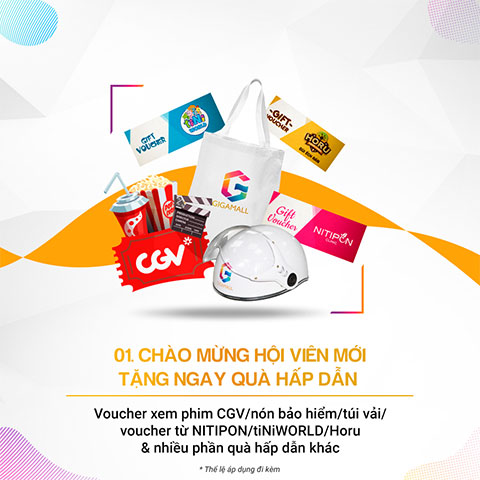 GIFT
VOUCHER
tiNi
WORLD
-GIFT-
VOUCHER
HORU
GIGAMALL
Gift
Voucher
NITIPON
CGV
01. CHÀO MỪNG HỘI VIÊN MỚI
TẶNG NGAY QUÀ HẤP DẪN
Voucher xem phim CGV/nón bảo hiểm/túi vải/
voucher từ NITIPON/tiNiWORLD/Horu
& nhiều phần quà hấp dẫn khác
* Thể lệ áp dụng đi kèm